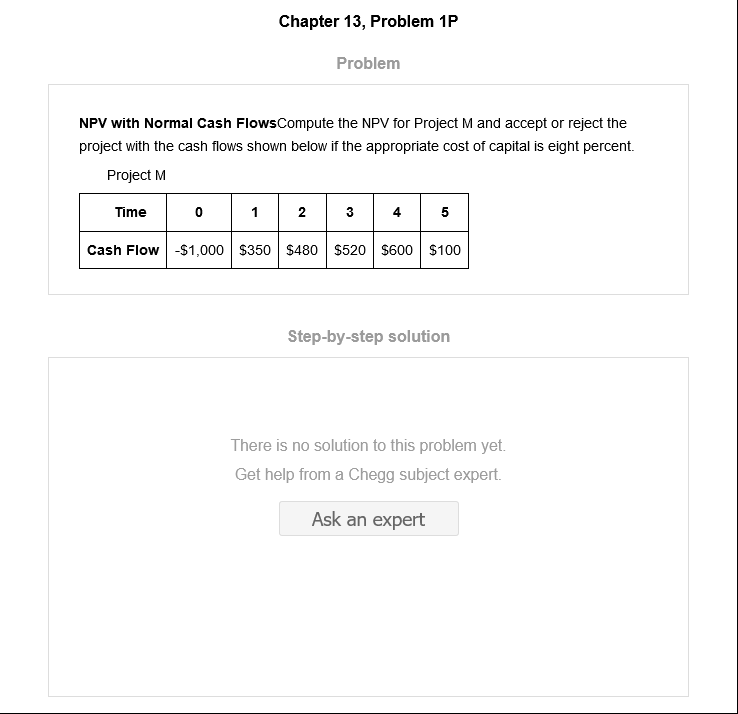 Chapter 13, Problem 1P
Problem
NPV with Normal Cash FlowsCompute the NPV for Project M and accept or reject the
project with the cash flows shown below if the appropriate cost of capital is eight percent.
Project M
Time 0 1 2 3 4 5
Cash Flow -$1,000 $350 $480 $520 $600 $100
Step-by-step solution
There is no solution to this problem yet.
Get help from a Chegg subject expert.
Ask an expert